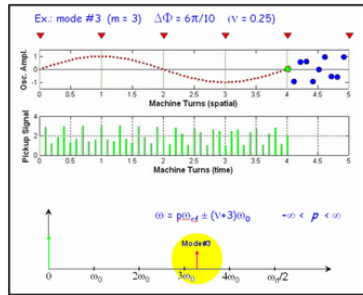 Ex.: mode #3 (m = 3) ΔΦ = 6π/10 (ν = 0.25)
Osc. Ampl.
1
0
-1
0 0.5 1 1.5 2 2.5 3 3.5 4 4.5 5
Machine Turns (spatial)
Pickup Signal
4
2
0
0 0.5 1 1.5 2 2.5 3 3.5 4 4.5 5
Machine Turns (time)
ω = pω_rf ± (ν+3)ω₀ -∞ < p < ∞
Mode#3
0 ω₀ 2ω₀ 3ω₀ 4ω₀ ω_rf/2